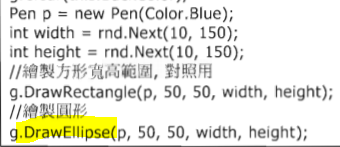 Pen p = new Pen(Color.Blue);
int width = rnd.Next(10, 150);
int height = rnd.Next(10, 150);
//繪製方形寬高範圍, 對照用
g.DrawRectangle(p, 50, 50, width, height);
//繪製圓形
g.DrawEllipse(p, 50, 50, width, height);